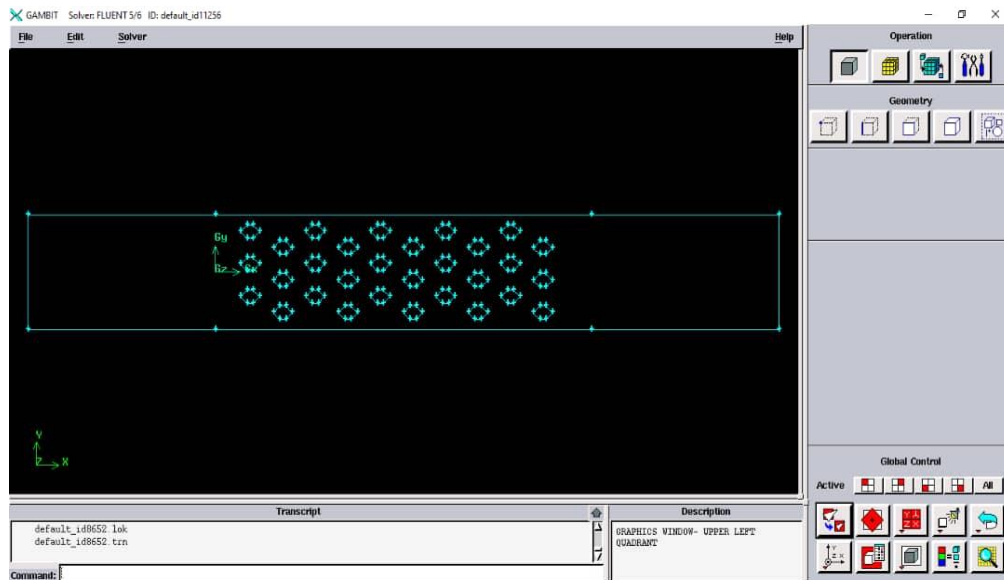 GAMBIT Solver: FLUENT 5/6 ID: default_id11256
File Edit Solver Help
Operation
Geometry
Gy
Gz Gx
Y
Z X
Global Control
Active All
Transcript
default_id8652.lok
default_id8652.trn
Command:
Description
GRAPHICS WINDOW- UPPER LEFT
QUADRANT